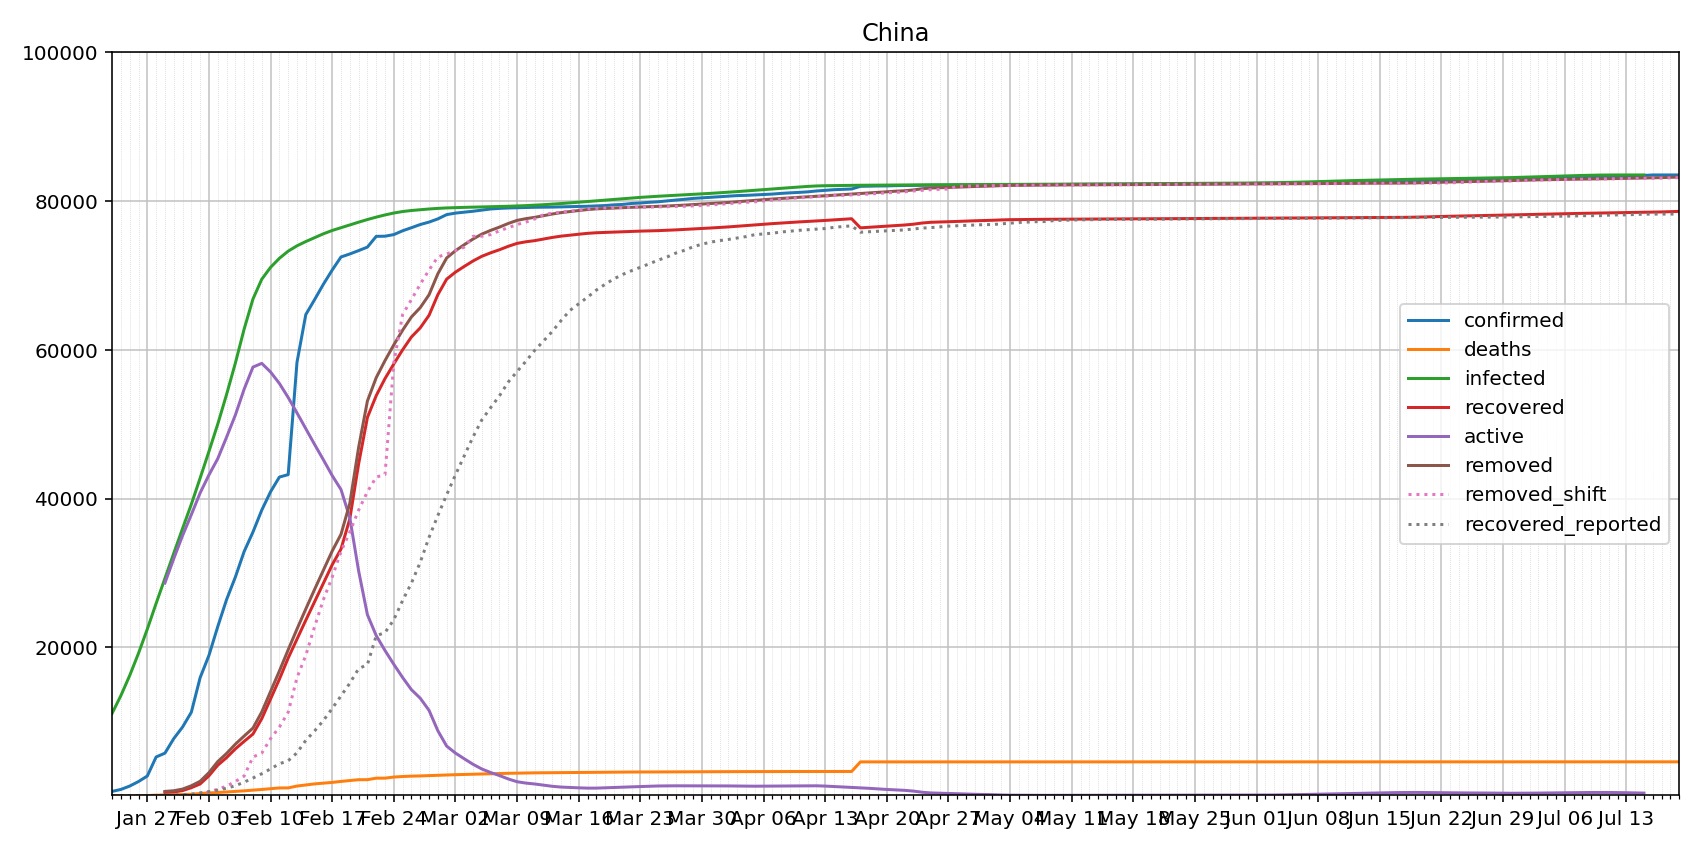 China
100000
80000
60000
40000
20000
confirmed
deaths
infected
recovered
active
removed
removed_shift
recovered_reported
Jan 27 Feb 03 Feb 10 Feb 17 Feb 24 Mar 02 Mar 09 Mar 16 Mar 23 Mar 30 Apr 06 Apr 13 Apr 20 Apr 27 May 04 May 11 May 18 May 25 Jun 01 Jun 08 Jun 15 Jun 22 Jun 29 Jul 06 Jul 13